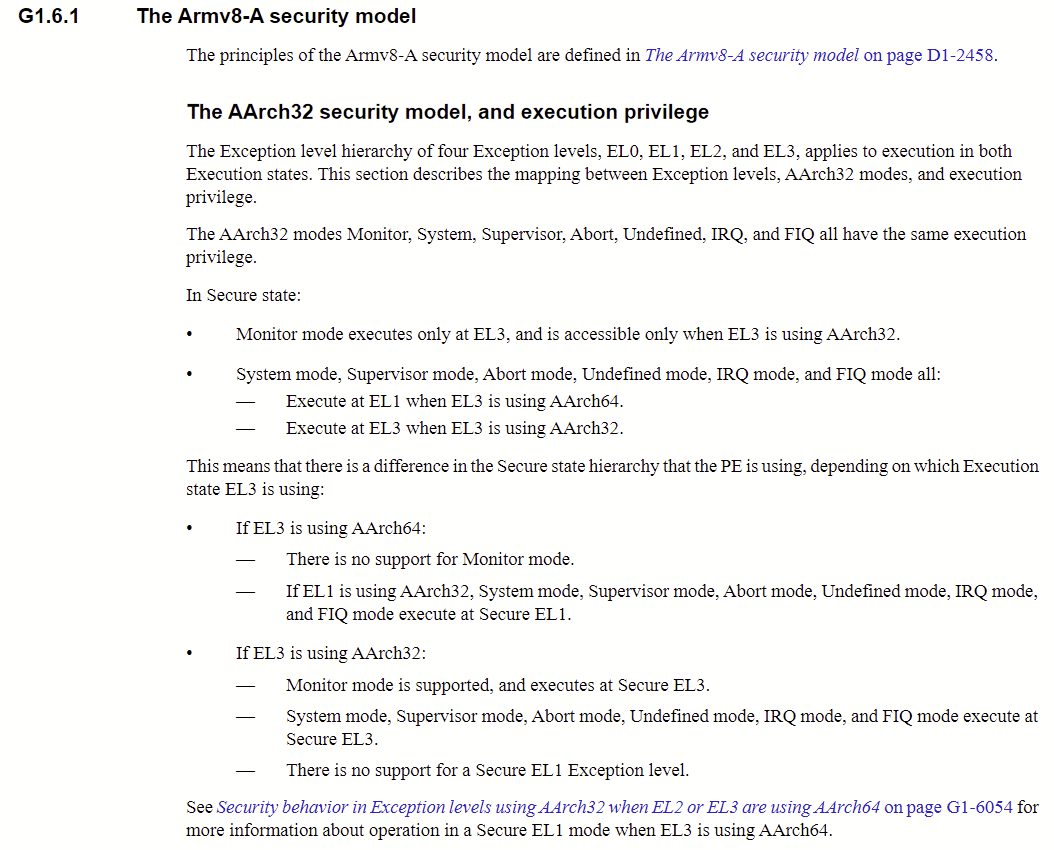 G1.6.1 The Armv8-A security model
The principles of the Armv8-A security model are defined in The Armv8-A security model on page D1-2458.
The AArch32 security model, and execution privilege
The Exception level hierarchy of four Exception levels, EL0, EL1, EL2, and EL3, applies to execution in both
Execution states. This section describes the mapping between Exception levels, AArch32 modes, and execution
privilege.
The AArch32 modes Monitor, System, Supervisor, Abort, Undefined, IRQ, and FIQ all have the same execution
privilege.
In Secure state:
• Monitor mode executes only at EL3, and is accessible only when EL3 is using AArch32.
• System mode, Supervisor mode, Abort mode, Undefined mode, IRQ mode, and FIQ mode all:
— Execute at EL1 when EL3 is using AArch64.
— Execute at EL3 when EL3 is using AArch32.
This means that there is a difference in the Secure state hierarchy that the PE is using, depending on which Execution
state EL3 is using:
• If EL3 is using AArch64:
— There is no support for Monitor mode.
— If EL1 is using AArch32, System mode, Supervisor mode, Abort mode, Undefined mode, IRQ mode,
and FIQ mode execute at Secure EL1.
• If EL3 is using AArch32:
— Monitor mode is supported, and executes at Secure EL3.
— System mode, Supervisor mode, Abort mode, Undefined mode, IRQ mode, and FIQ mode execute at
Secure EL3.
— There is no support for a Secure EL1 Exception level.
See Security behavior in Exception levels using AArch32 when EL2 or EL3 are using AArch64 on page G1-6054 for
more information about operation in a Secure EL1 mode when EL3 is using AArch64.